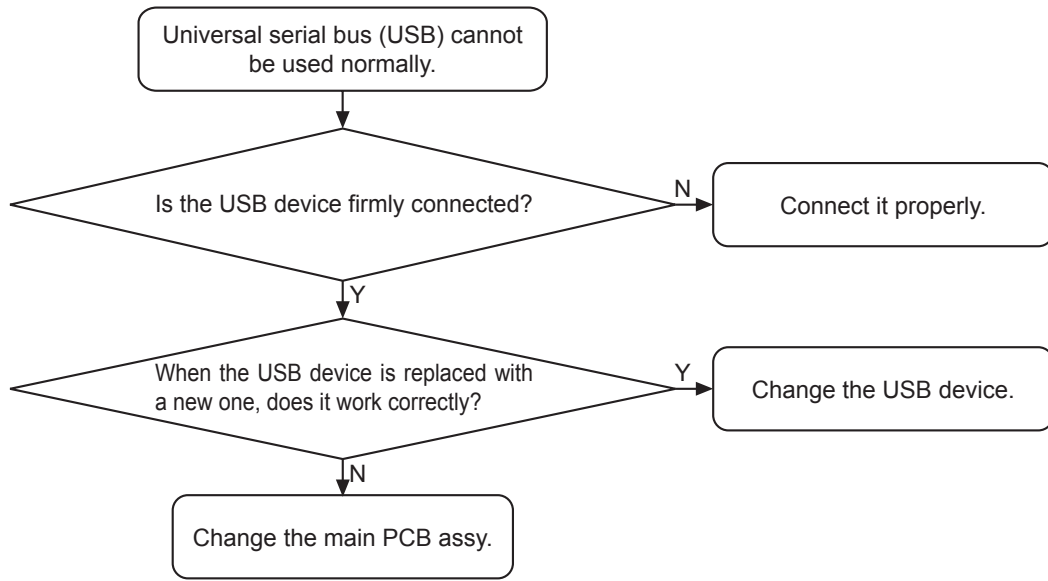 Universal serial bus (USB) cannot
be used normally.
Is the USB device firmly connected?
N
Connect it properly.
Y
When the USB device is replaced with
a new one, does it work correctly?
Y
Change the USB device.
N
Change the main PCB assy.